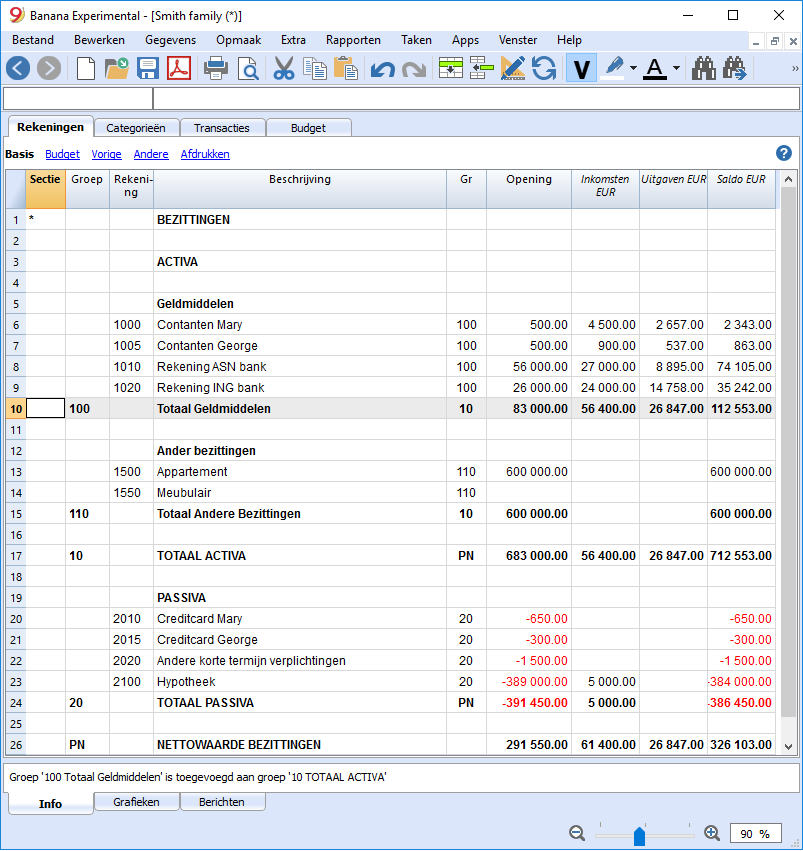 Banana Experimental - [Smith family (*)]
Bestand Bewerken Gegevens Opmaak Extra Rapporten Taken Apps Venster Help
Rekeningen Categorieën Transacties Budget
Basis Budget Vorige Andere Afdrukken
Sectie Groep Rekeni- Beschrijving Gr Opening Inkomsten Uitgaven EUR Saldo EUR
ng EUR
1 * BEZITTINGEN
2
3 ACTIVA
4
5 Geldmiddelen
6 1000 Contanten Mary 100 500.00 4 500.00 2 657.00 2 343.00
7 1005 Contanten George 100 500.00 900.00 537.00 863.00
8 1010 Rekening ASN bank 100 56 000.00 27 000.00 8 895.00 74 105.00
9 1020 Rekening ING bank 100 26 000.00 24 000.00 14 758.00 35 242.00
10 100 Totaal Geldmiddelen 10 83 000.00 56 400.00 26 847.00 112 553.00
11
12 Ander bezittingen
13 1500 Appartement 110 600 000.00 600 000.00
14 1550 Meubulair 110
15 110 Totaal Andere Bezittingen 10 600 000.00 600 000.00
16
17 10 TOTAAL ACTIVA PN 683 000.00 56 400.00 26 847.00 712 553.00
18
19 PASSIVA
20 2010 Creditcard Mary 20 -650.00 -650.00
21 2015 Creditcard George 20 -300.00 -300.00
22 2020 Andere korte termijn verplichtingen 20 -1 500.00 -1 500.00
23 2100 Hypotheek 20 -389 000.00 5 000.00 -384 000.00
24 20 TOTAAL PASSIVA PN -391 450.00 5 000.00 -386 450.00
25
26 PN NETTOWAARDE BEZITTINGEN 291 550.00 61 400.00 26 847.00 326 103.00
Groep '100 Totaal Geldmiddelen' is toegevoegd aan groep '10 TOTAAL ACTIVA'
Info Grafieken Berichten
90 %